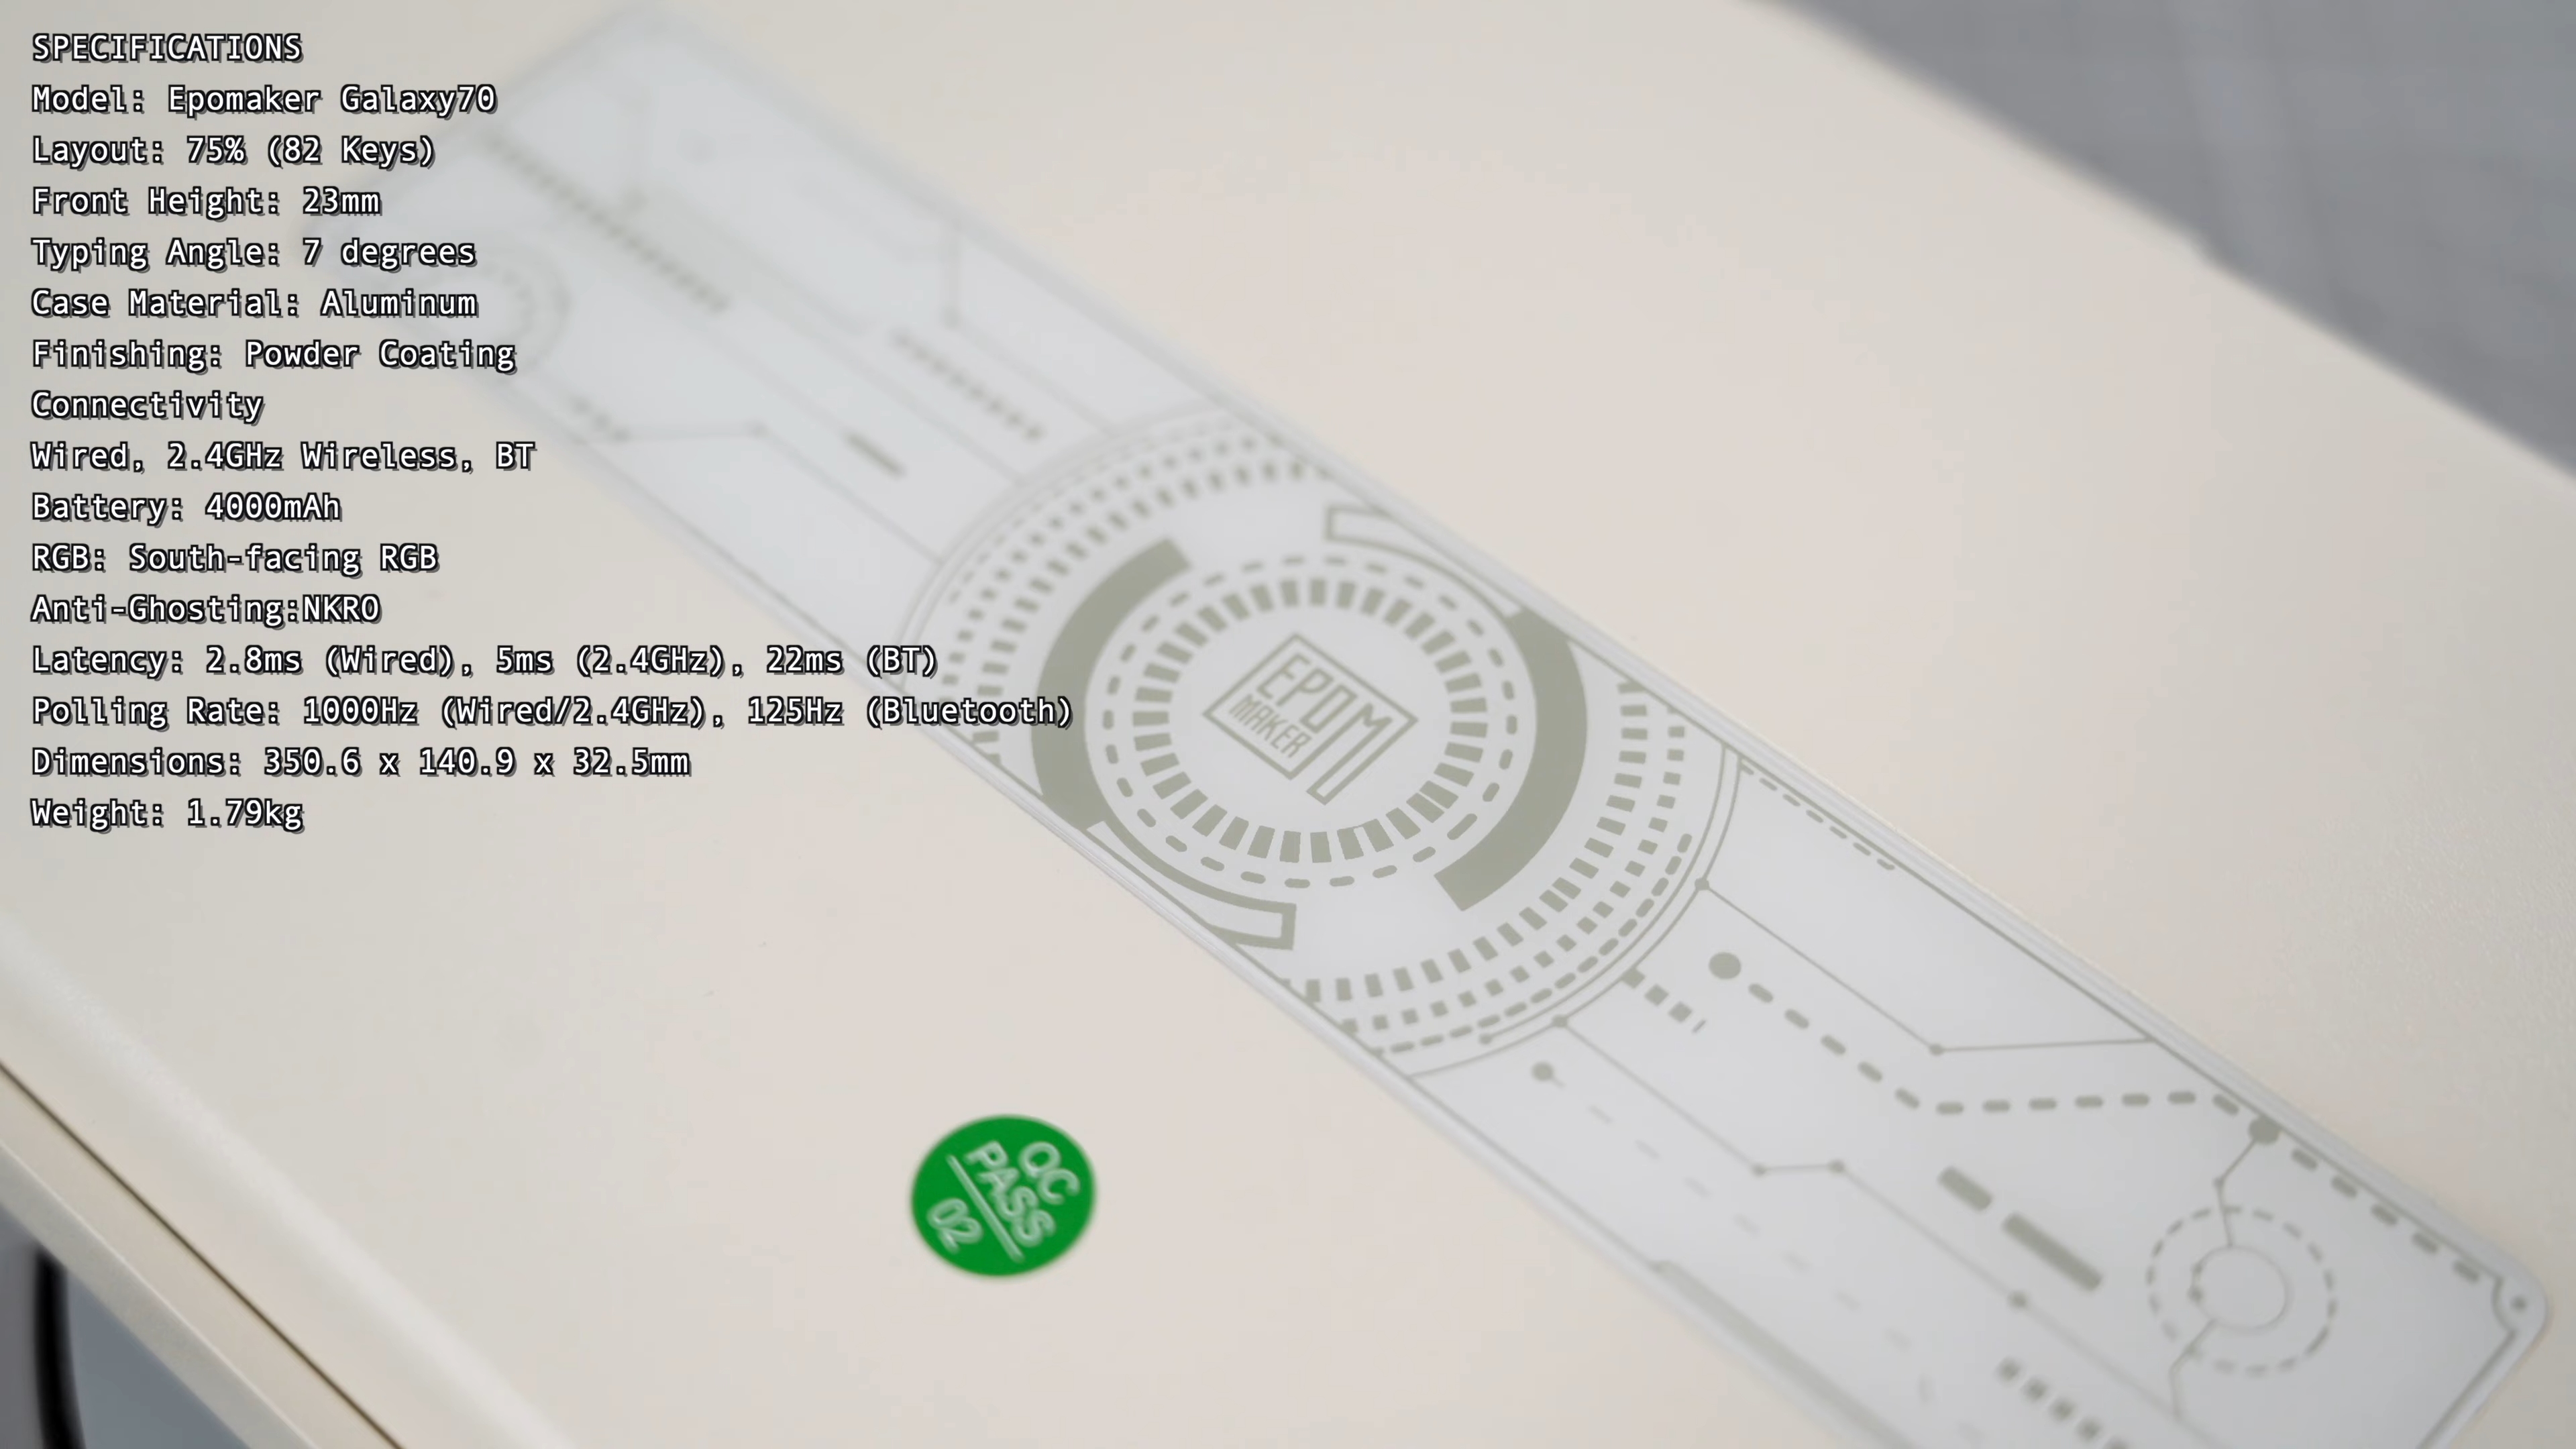 SPECIFICATIONS
Model: Epomaker Galaxy70
Layout: 75% (82 Keys)
Front Height: 23mm
Typing Angle: 7 degrees
Case Material: Aluminum
Finishing: Powder Coating
Connectivity
Wired, 2.4GHz Wireless, BT
Battery: 4000mAh
RGB: South-facing RGB
Anti-Ghosting:NKRO
Latency: 2.8ms (Wired), 5ms (2.4GHz), 22ms (BT)
Polling Rate: 1000Hz (Wired/2.4GHz), 125Hz (Bluetooth)
Dimensions: 350.6 x 140.9 x 32.5mm
Weight: 1.79kg
EPOM
MAKER
QC
PASS
02